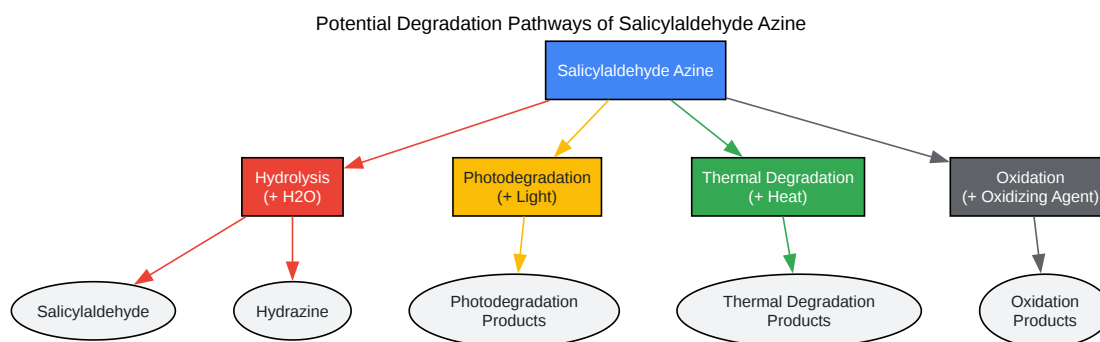 Potential Degradation Pathways of Salicylaldehyde Azine
Salicylaldehyde Azine
Hydrolysis
(+ H2O)
Photodegradation
(+ Light)
Thermal Degradation
(+ Heat)
Oxidation
(+ Oxidizing Agent)
Salicylaldehyde
Hydrazine
Photodegradation
Products
Thermal Degradation
Products
Oxidation
Products